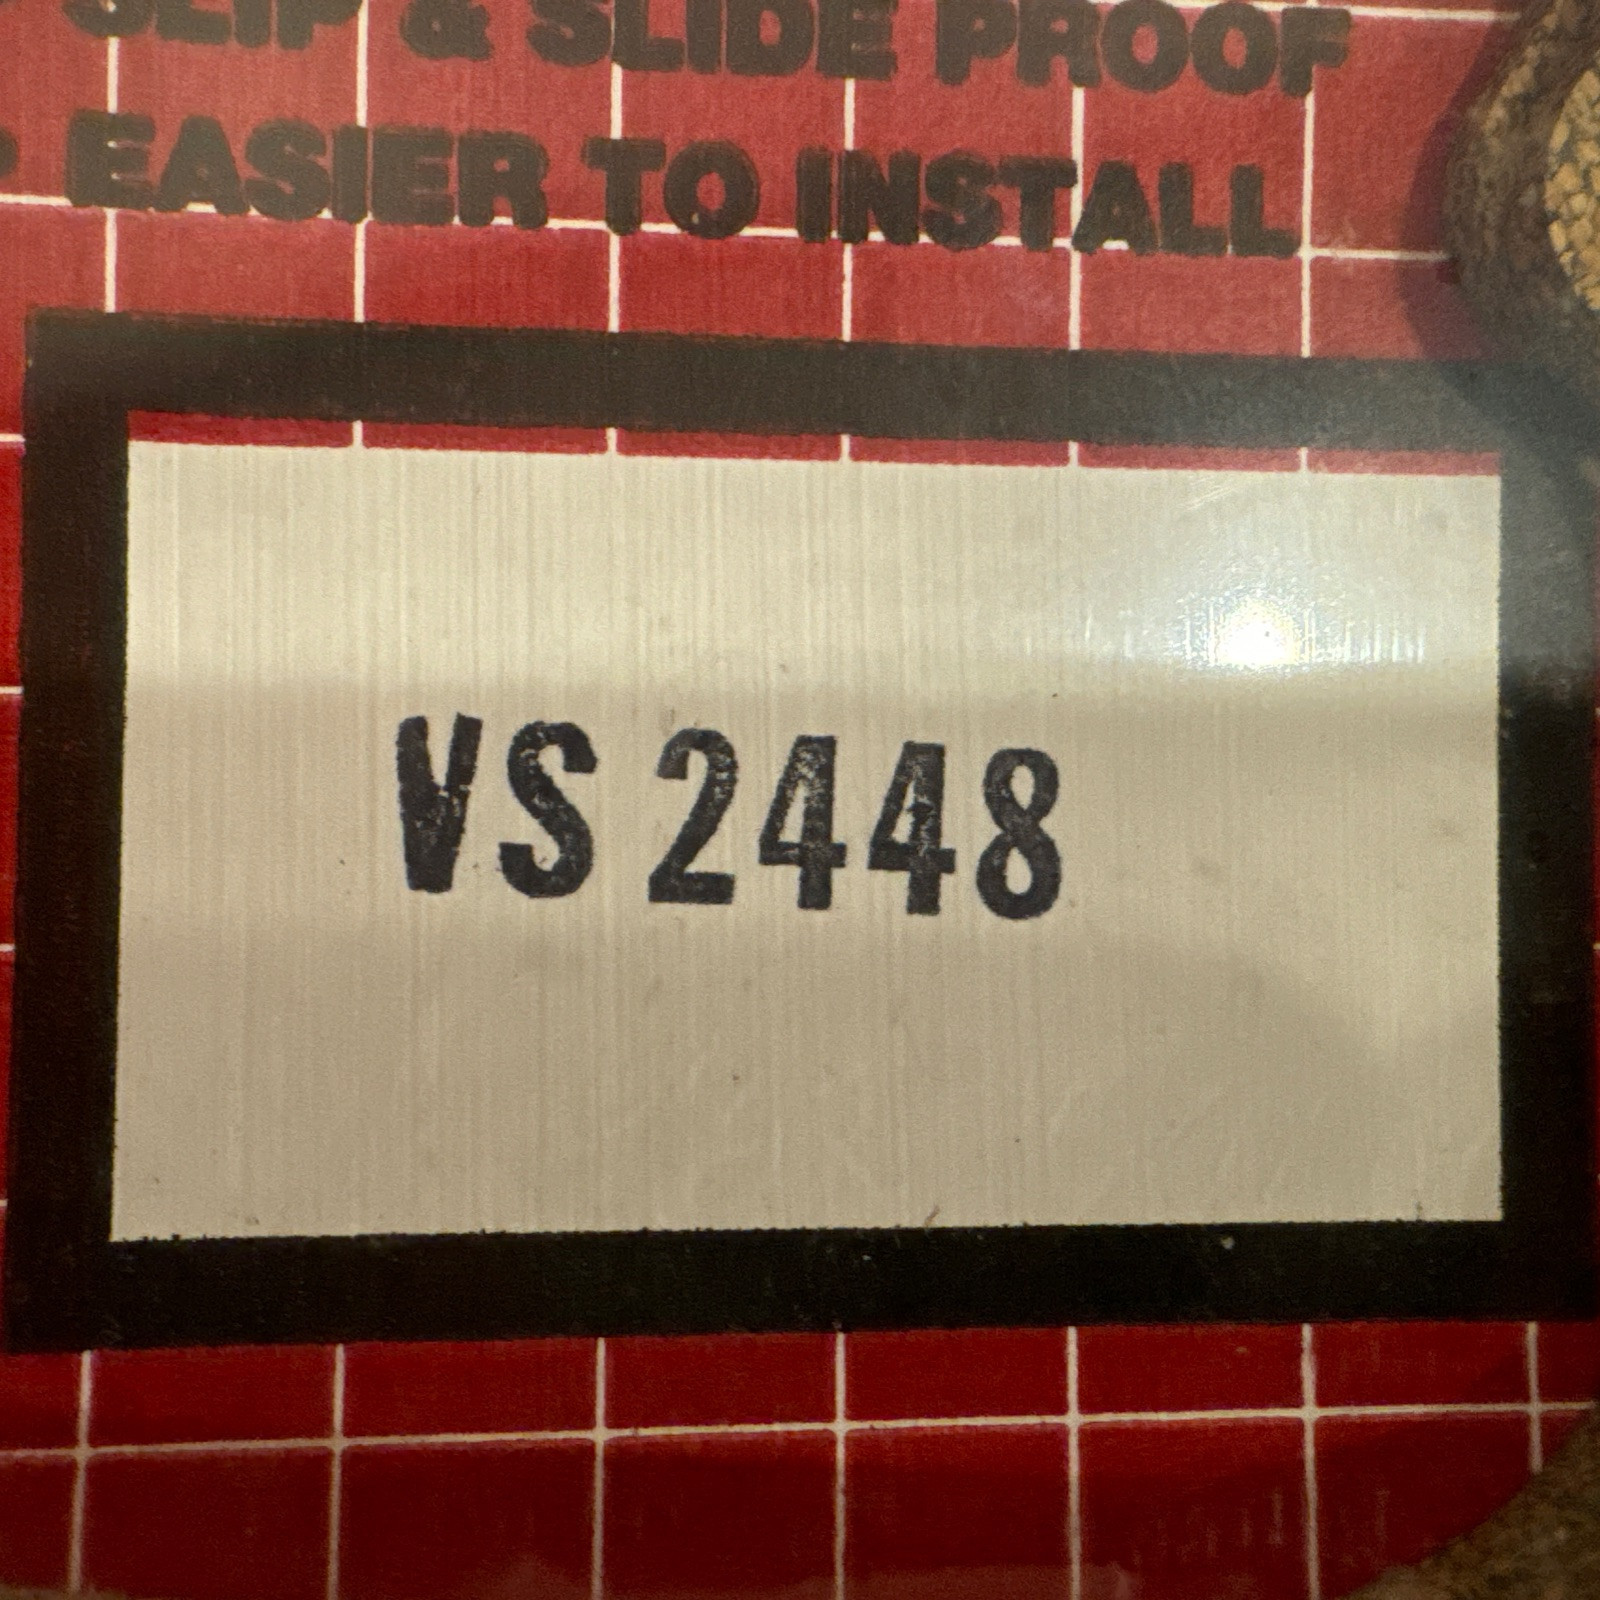 SLIP & SLIDE PROOF
EASIER TO INSTALL
VS 2448